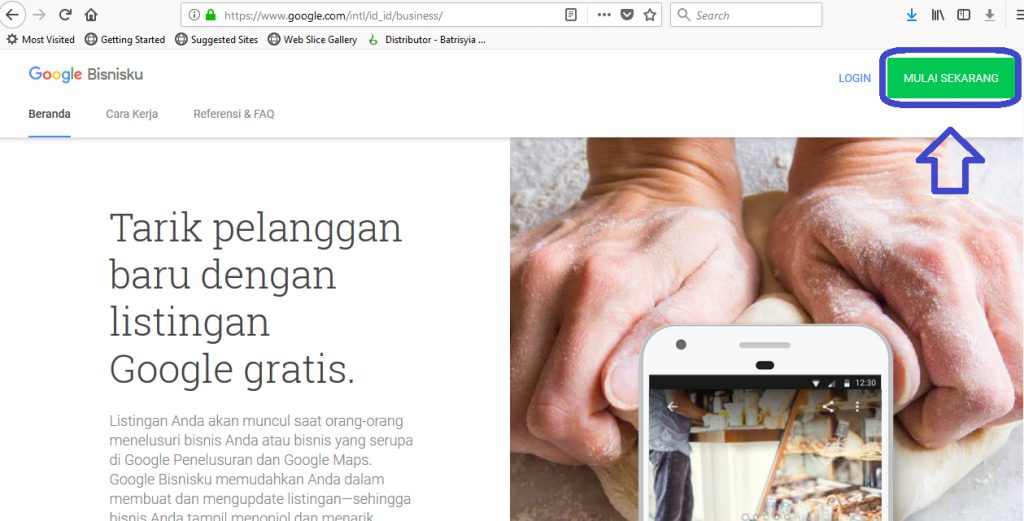 https://www.google.com/intl/id_id/business/
Search
Most Visited
Getting Started
Suggested Sites
Web Slice Gallery
Distributor - Batrisyia ...
Google Bisnisku
LOGIN
MULAI SEKARANG
Beranda
Cara Kerja
Referensi & FAQ
Tarik pelanggan
baru dengan
listingan
Google gratis.
Listingan Anda akan muncul saat orang-orang
menelusuri bisnis Anda atau bisnis yang serupa
di Google Penelusuran dan Google Maps.
Google Bisnisku memudahkan Anda dalam
membuat dan mengupdate listingan—sehingga
bisnis Anda tampil menonjol dan menarik
12:30